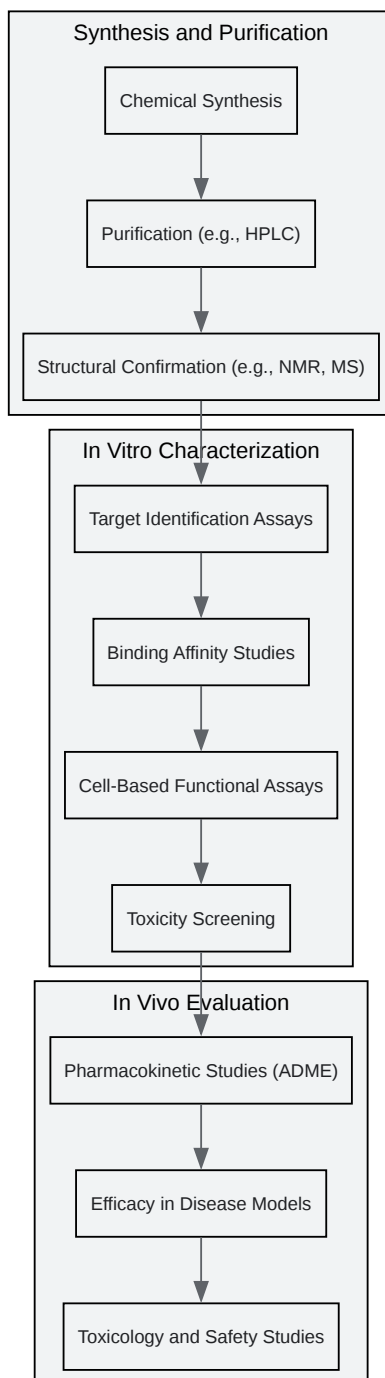 Synthesis and Purification
Chemical Synthesis
Purification (e.g., HPLC)
Structural Confirmation (e.g., NMR, MS)
In Vitro Characterization
Target Identification Assays
Binding Affinity Studies
Cell-Based Functional Assays
Toxicity Screening
In Vivo Evaluation
Pharmacokinetic Studies (ADME)
Efficacy in Disease Models
Toxicology and Safety Studies